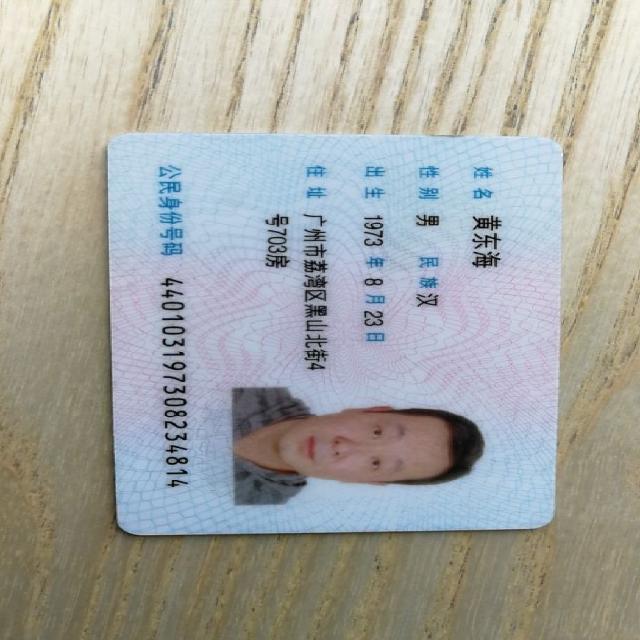 姓名 黄东海
性别 男 民族 汉
出生 1973 年 8 月 23 日
住址 广州市荔湾区黑山北街4
号703房
公民身份号码 440103197308234814